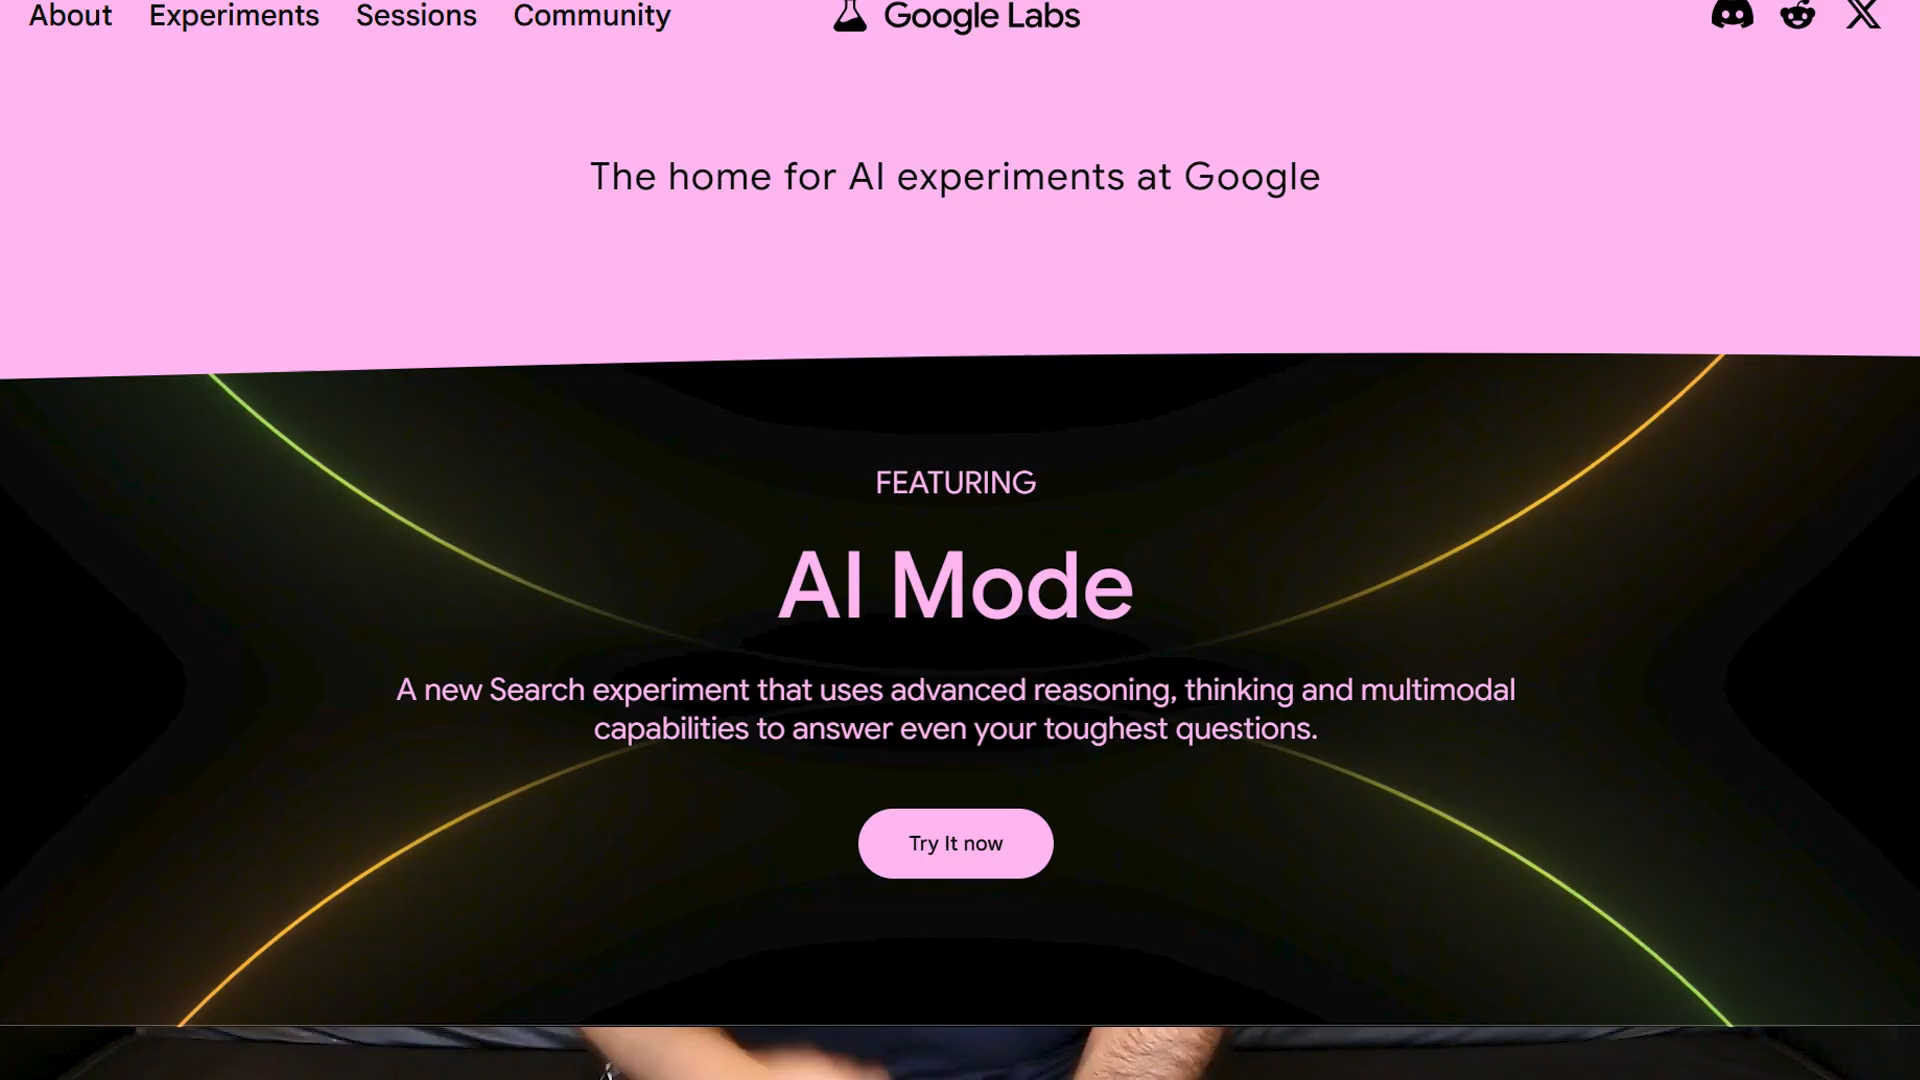 About Experiments Sessions Community Google Labs
The home for AI experiments at Google
FEATURING
AI Mode
A new Search experiment that uses advanced reasoning, thinking and multimodal
capabilities to answer even your toughest questions.
Try It now